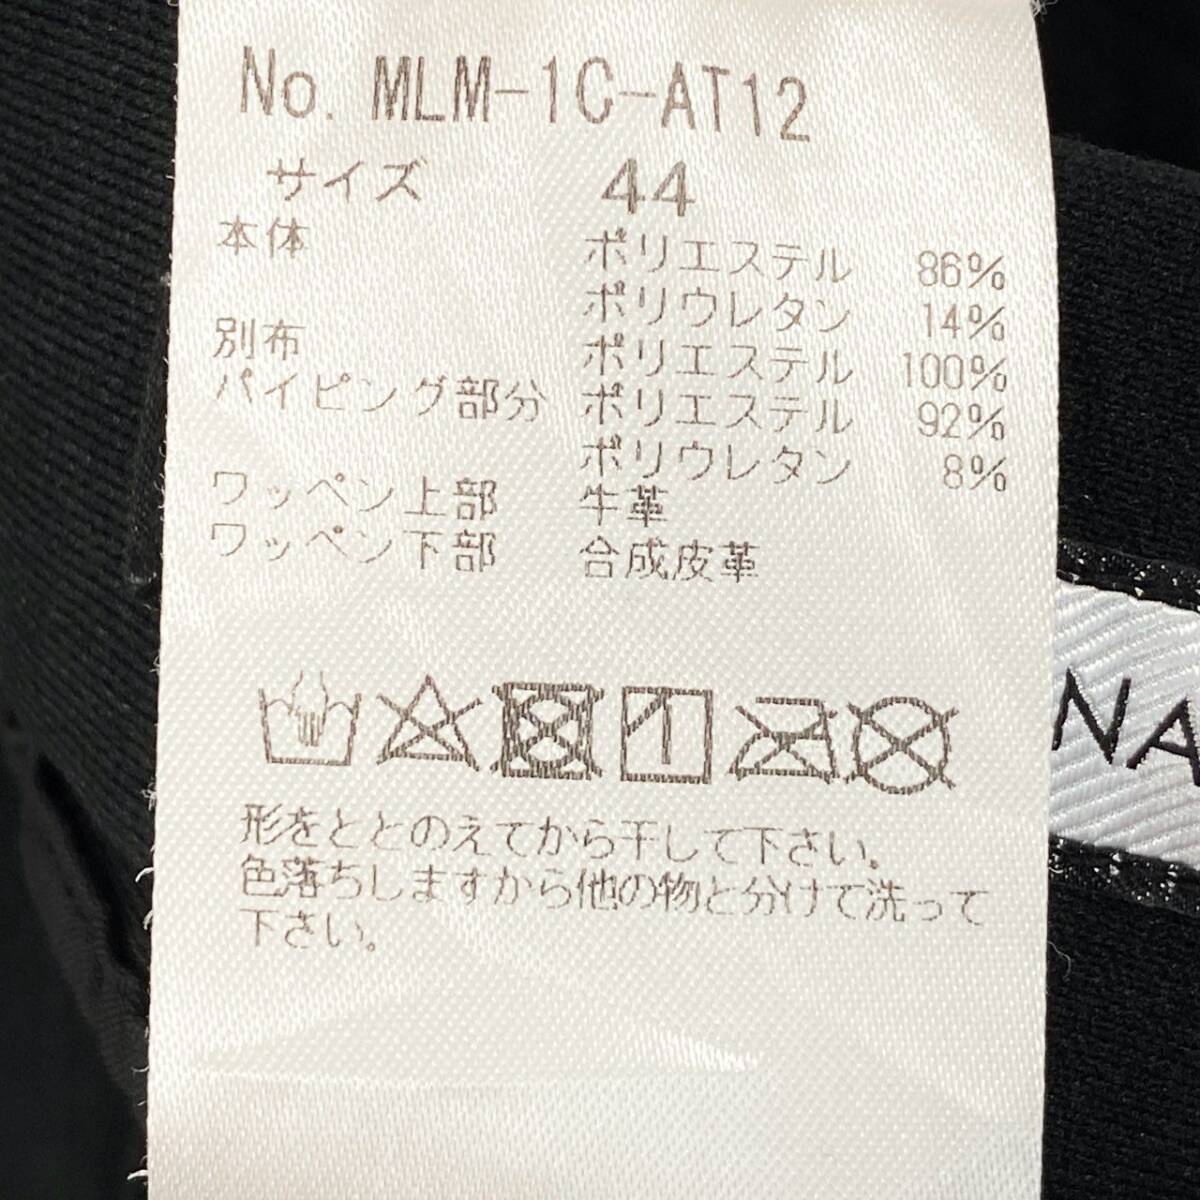 No. MLM-1C-AT12
サイズ 44
本体 ポリエステル 86%
ポリウレタン 14%
別布 ポリエステル 100%
パイピング部分 ポリエステル 92%
ポリウレタン 8%
ワッペン上部 牛革
ワッペン下部 合成皮革
形をととのえてから干して下さい。
色落ちしますから他の物と分けて洗って
下さい。
NA